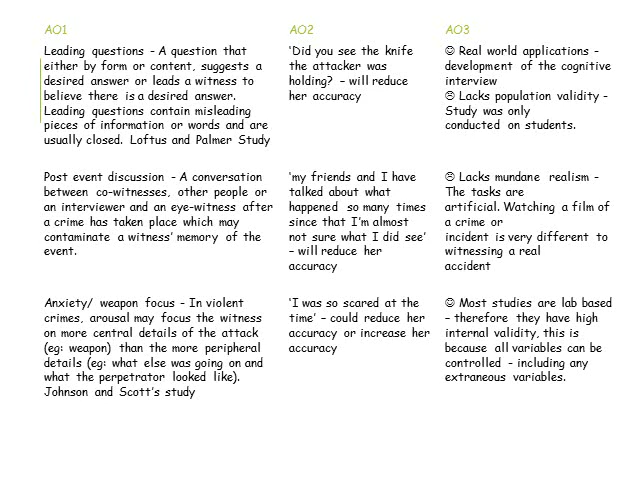 AO1
Leading questions - A question that
either by form or content, suggests a
desired answer or leads a witness to
believe there is a desired answer.
Leading questions contain misleading
pieces of information or words and are
usually closed. Loftus and Palmer Study
AO2
'Did you see the knife
the attacker was
holding? - will reduce
her accuracy
AO3
☺ Real world applications -
development of the cognitive
interview
☹ Lacks population validity -
Study was only
conducted on students.
Post event discussion - A conversation
between co-witnesses, other people or
an interviewer and an eye-witness after
a crime has taken place which may
contaminate a witness' memory of the
event.
'my friends and I have
talked about what
happened so many times
since that I'm almost
not sure what I did see'
- will reduce her
accuracy
☹ Lacks mundane realism -
The tasks are
artificial. Watching a film of
a crime or
incident is very different to
witnessing a real
accident
Anxiety/ weapon focus - In violent
crimes, arousal may focus the witness
on more central details of the attack
(eg: weapon) than the more peripheral
details (eg: what else was going on and
what the perpetrator looked like).
Johnson and Scott's study
'I was so scared at the
time' - could reduce her
accuracy or increase her
accuracy
☺ Most studies are lab based
- therefore they have high
internal validity, this is
because all variables can be
controlled - including any
extraneous variables.